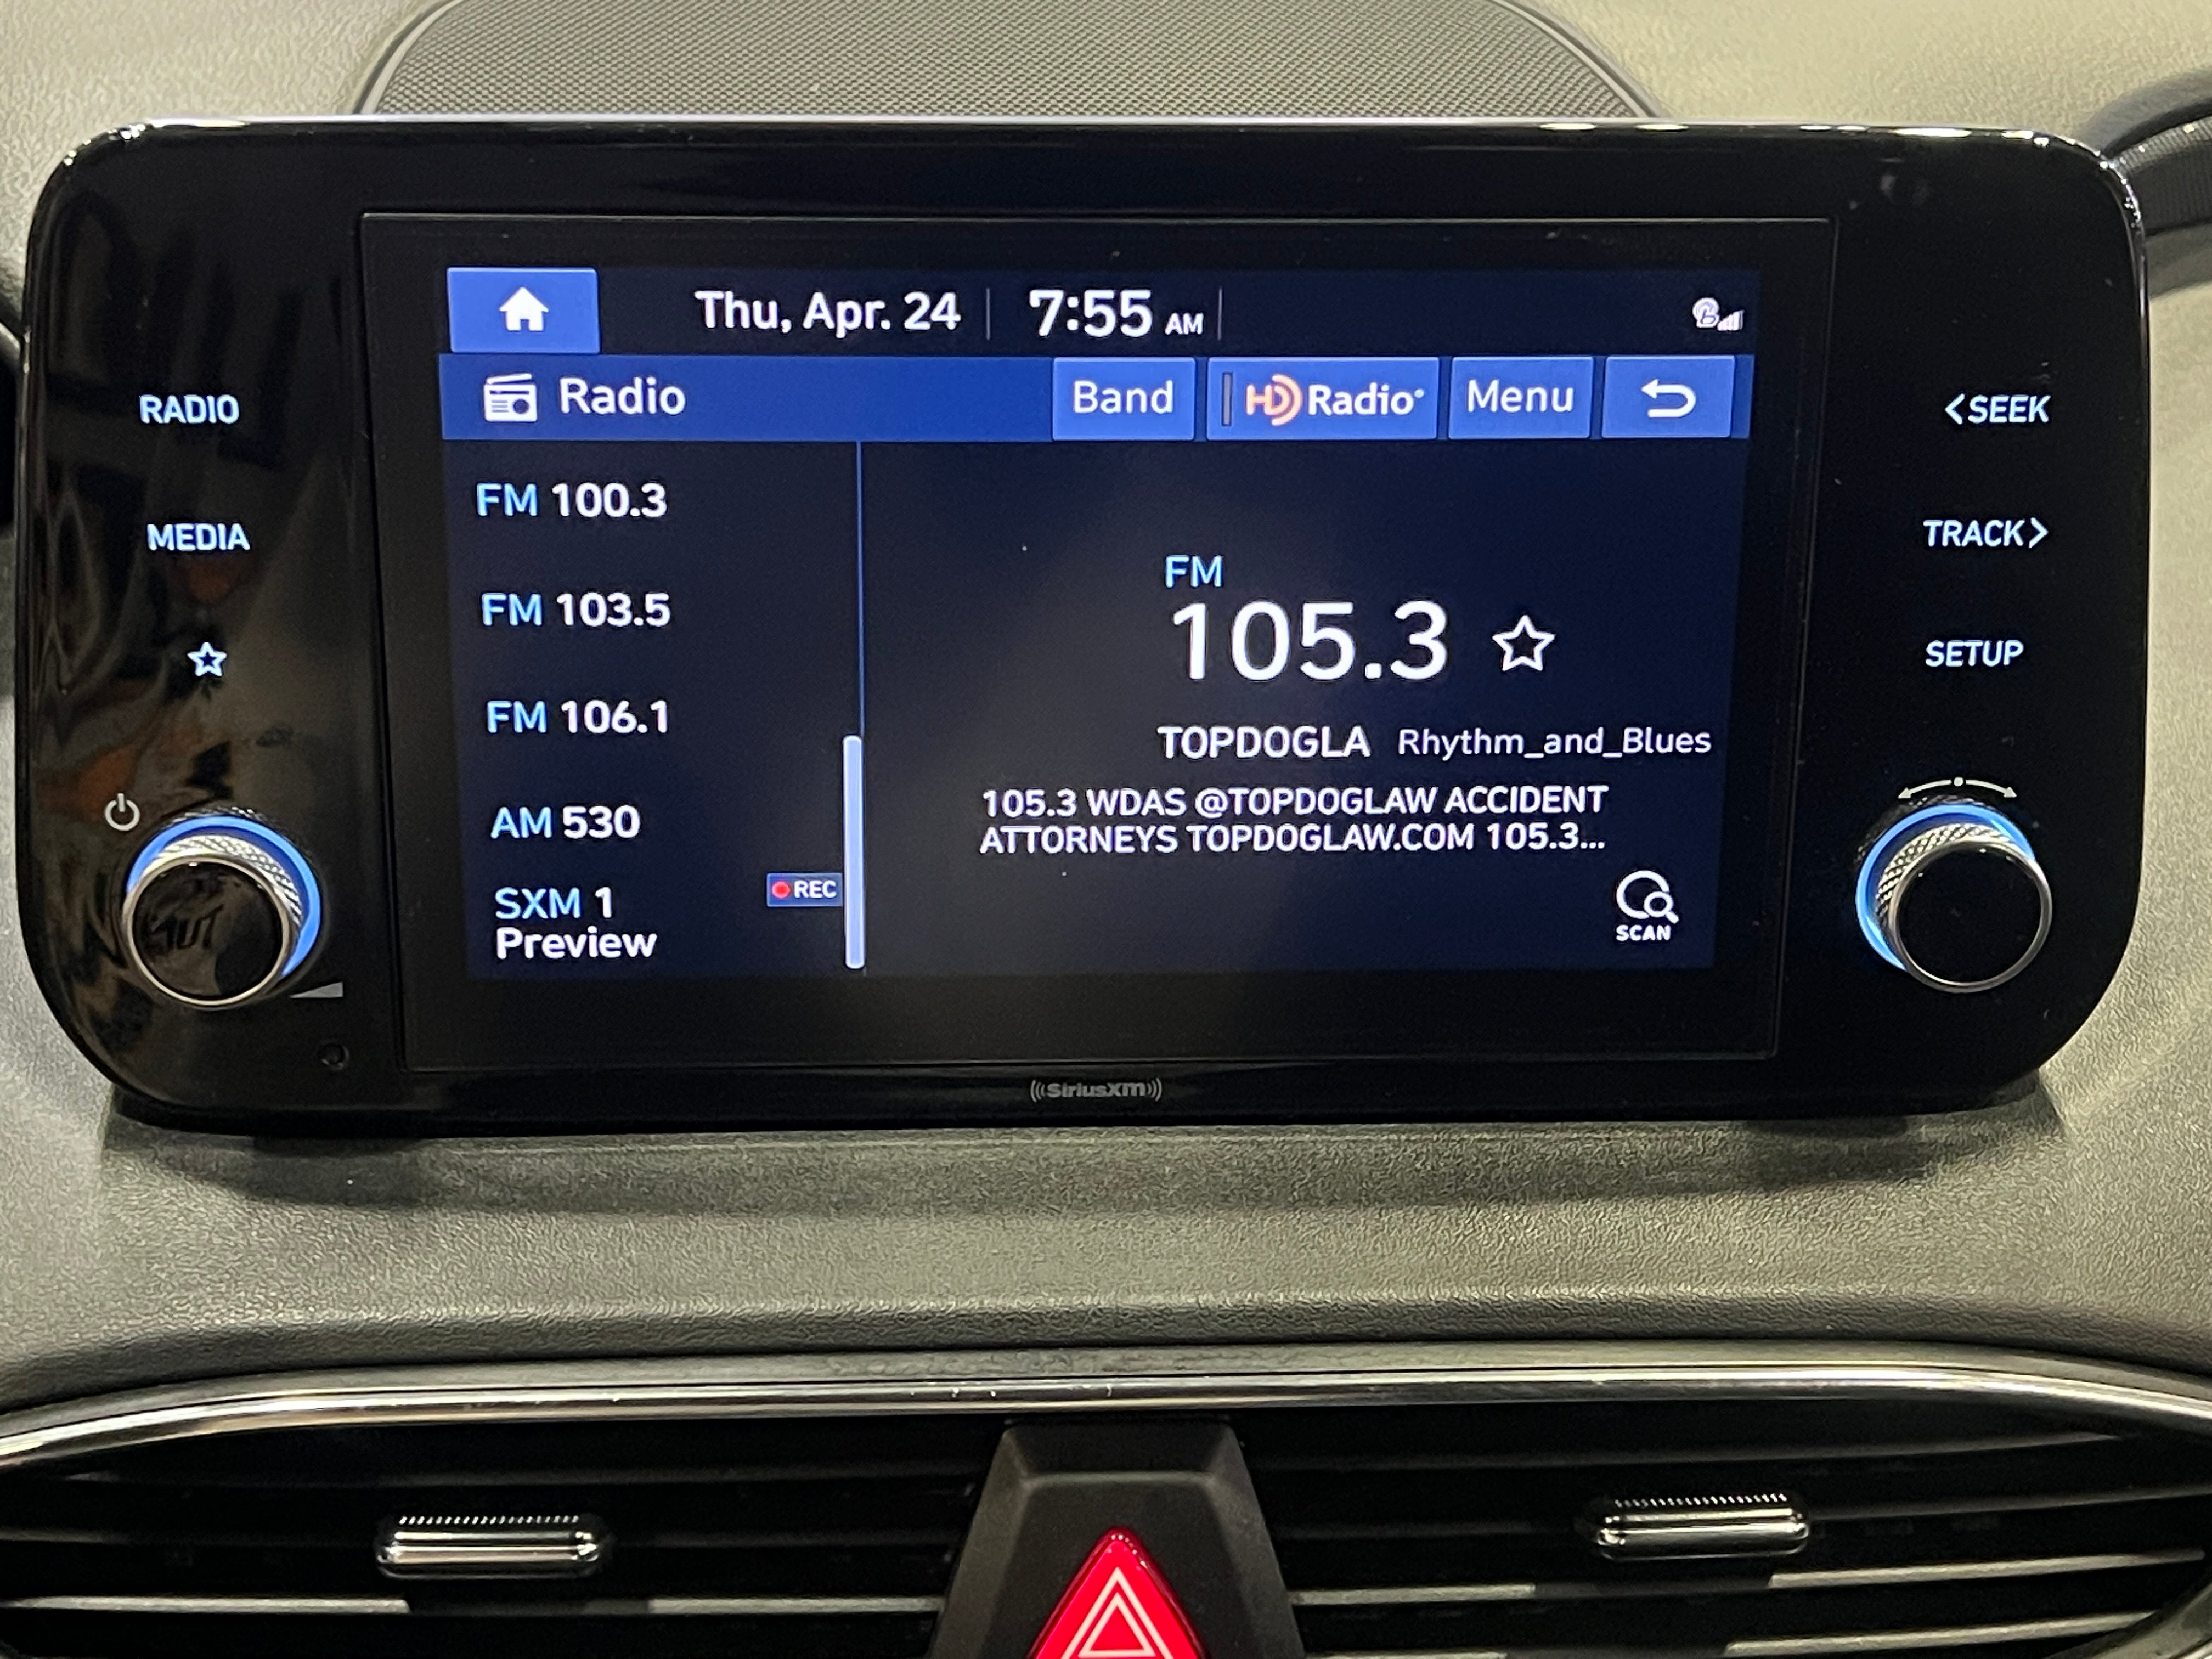 Thu, Apr. 24 7:55 AM
RADIO
MEDIA
Radio Band HD Radio Menu
<SEEK
TRACK>
SETUP
FM 100.3
FM 103.5
FM 106.1
AM 530
SXM 1
Preview
REC
FM
105.3
TOPDOGLA Rhythm_and_Blues
105.3 WDAS @TOPDOGLAW ACCIDENT
ATTORNEYS TOPDOGLAW.COM 105.3...
SCAN
((SiriusXM))